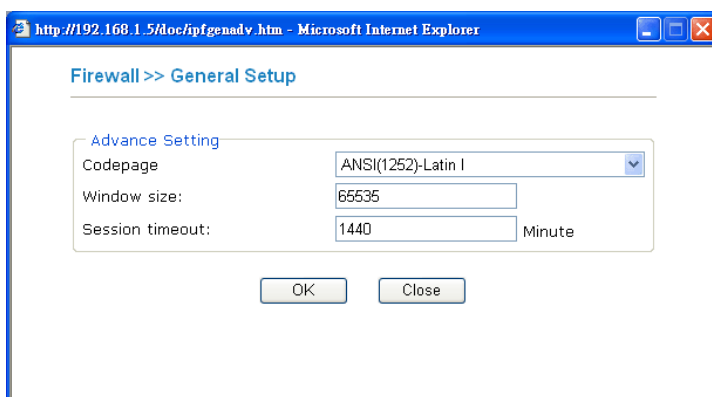 http://192.168.1.5/doc/ipfgenadv.htm - Microsoft Internet Explorer
Firewall >> General Setup
Advance Setting
Codepage ANSI(1252)-Latin I
Window size: 65535
Session timeout: 1440 Minute
OK Close